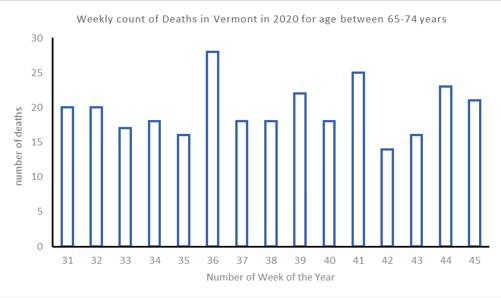 Weekly count of Deaths in Vermont in 2020 for age between 65-74 years
30
25
20
15
10
5
0
number of deaths
31 32 33 34 35 36 37 38 39 40 41 42 43 44 45
Number of Week of the Year